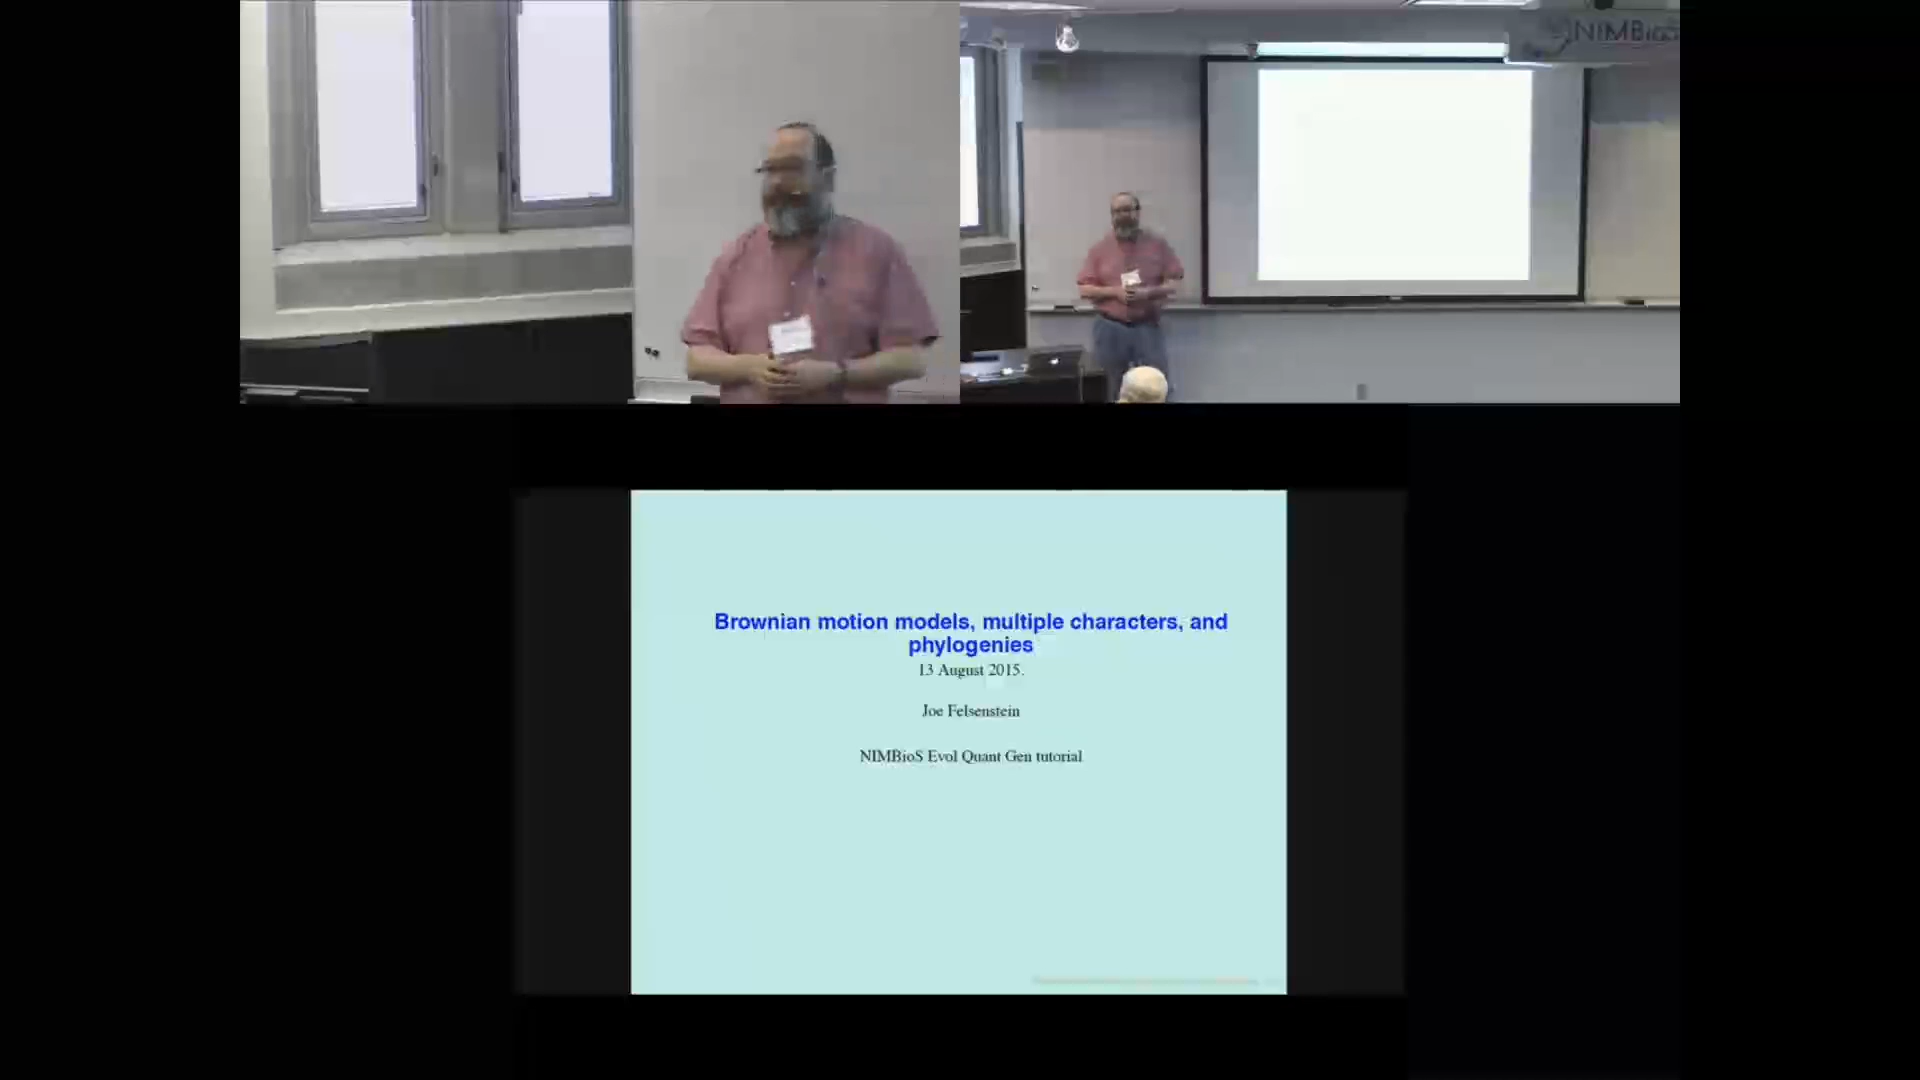 NIMBioS
Brownian motion models, multiple characters, and
phylogenies
13 August 2015.
Joe Felsenstein
NIMBioS Evol Quant Gen tutorial